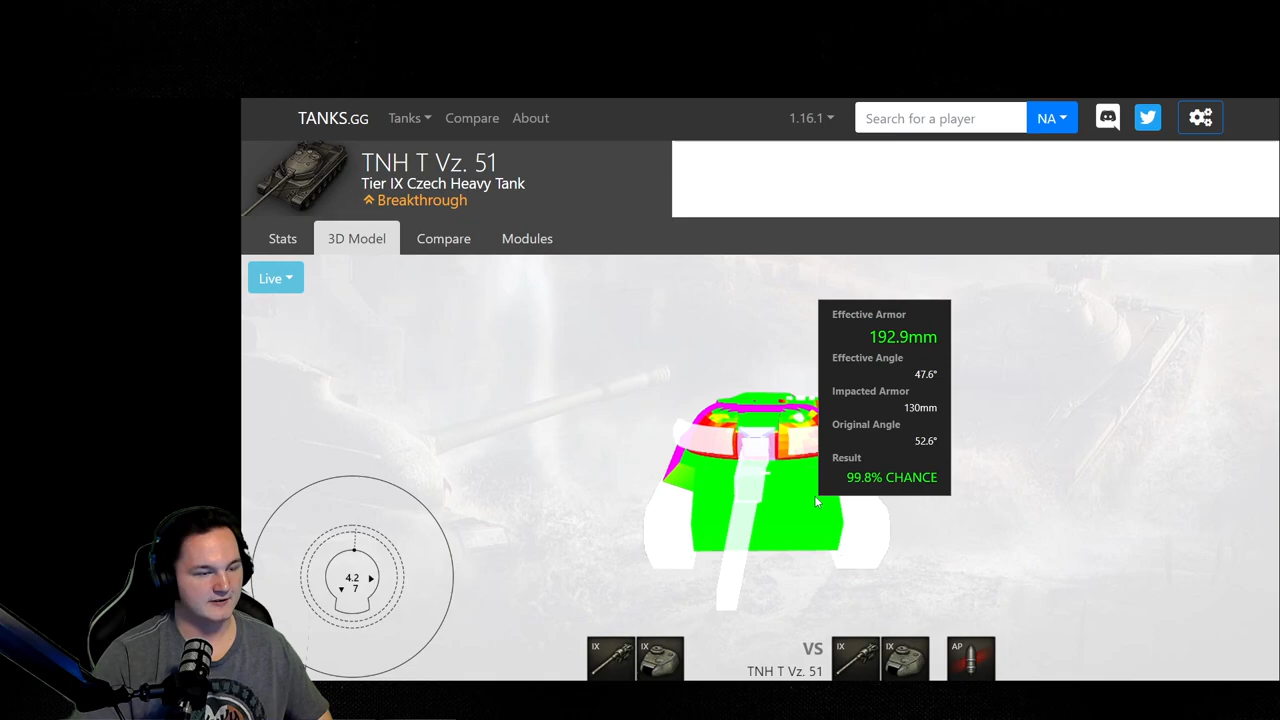 TANKS.GG Tanks Compare About 1.16.1 Search for a player NA
TNH T Vz. 51
Tier IX Czech Heavy Tank
Breakthrough
Stats 3D Model Compare Modules
Live
Effective Armor
192.9mm
Effective Angle
47.6°
Impacted Armor
130mm
Original Angle
52.6°
Result
99.8% CHANCE
4.2
7
IX IX VS IX IX AP
TNH T Vz. 51